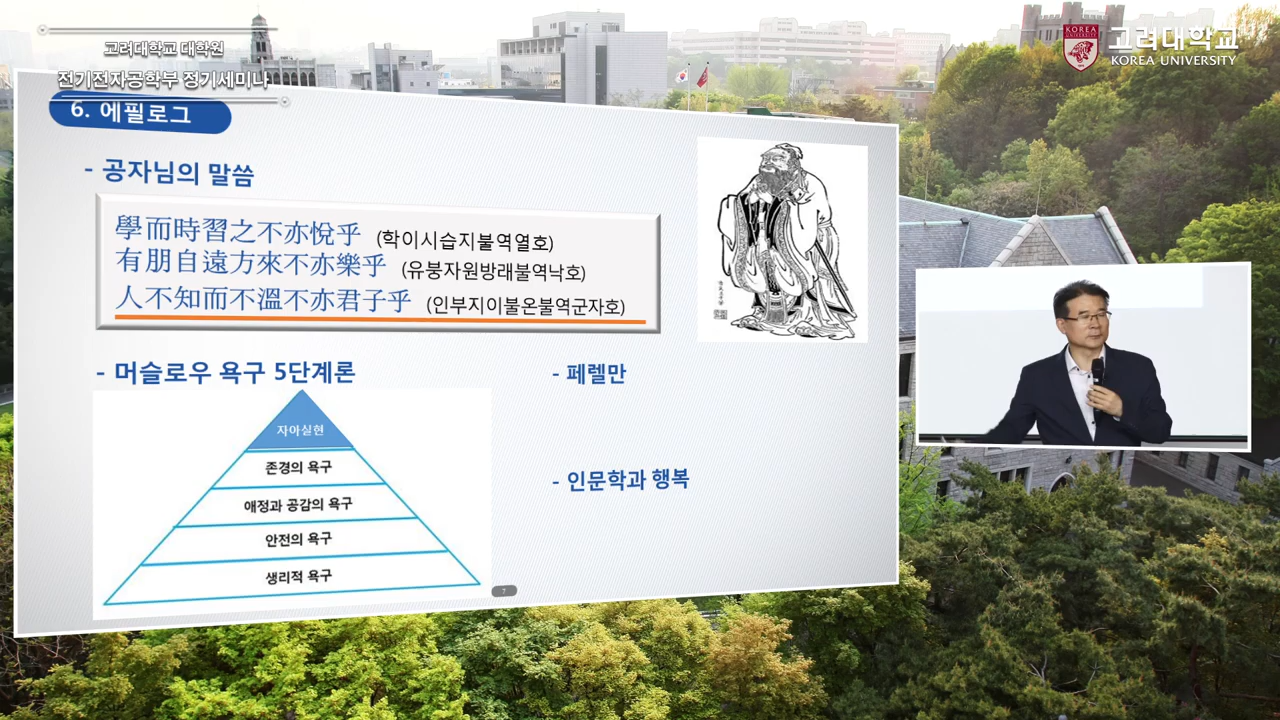 고려대학교 대학원
전기전자공학부 정기세미나
KOREA UNIVERSITY
고려대학교
KOREA UNIVERSITY
6. 에필로그
- 공자님의 말씀
學而時習之不亦悅乎 (학이시습지불역열호)
有朋自遠方來不亦樂乎 (유붕자원방래불역낙호)
人不知而不溫不亦君子乎 (인부지이불온불역군자호)
- 머슬로우 욕구 5단계론
자아실현
존경의 욕구
애정과 공감의 욕구
안전의 욕구
생리적 욕구
- 페렐만
- 인문학과 행복
7